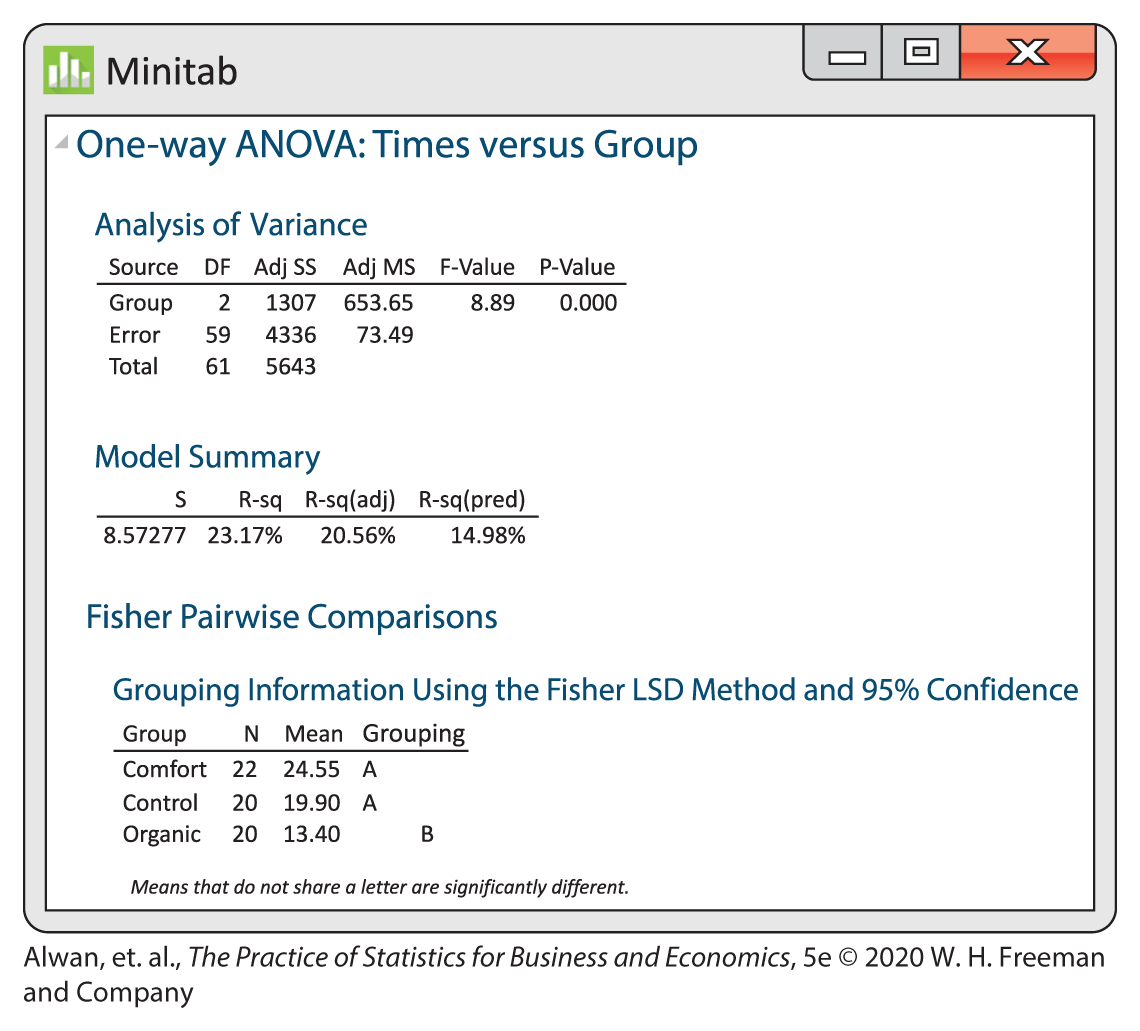 Minitab
One-way ANOVA: Times versus Group
Analysis of Variance
Source DF Adj SS Adj MS F-Value P-Value
Group 2 1307 653.65 8.89 0.000
Error 59 4336 73.49
Total 61 5643
Model Summary
S R-sq R-sq(adj) R-sq(pred)
8.57277 23.17% 20.56% 14.98%
Fisher Pairwise Comparisons
Grouping Information Using the Fisher LSD Method and 95% Confidence
Group N Mean Grouping
Comfort 22 24.55 A
Control 20 19.90 A
Organic 20 13.40 B
Means that do not share a letter are significantly different.
Alwan, et. al., The Practice of Statistics for Business and Economics, 5e © 2020 W. H. Freeman
and Company